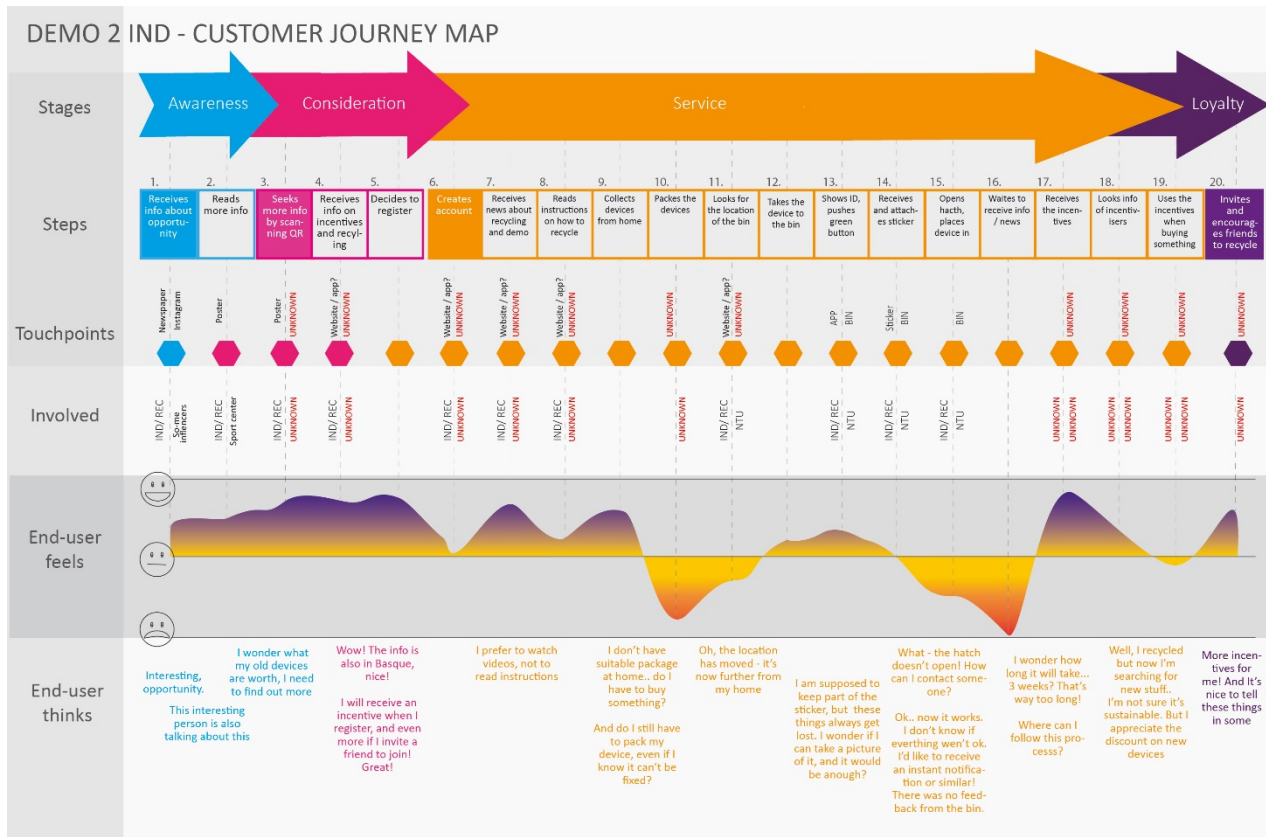 DEMO 2 IND - CUSTOMER JOURNEY MAP
Stages
Awareness
Consideration
Service
Loyalty
Steps
1.
Receives
info about
opportu-
nity
2.
Reads
more info
3.
Seeks
more info
by scan-
ning QR
4.
Receives
info on
incentives
and recyl-
ing
5.
Decides to
register
6.
Creates
account
7.
Receives
news about
recycling
and demo
8.
Reads
instructions
on how to
recycle
9.
Collects
devices
from home
10.
Packes the
devices
11.
Looks for
the location
of the bin
12.
Takes the
device to
the bin
13.
Shows ID,
pushes
green
button
14.
Receives
and attach-
es sticker
15.
Opens
hacth,
places
device in
16.
Waites to
receive info
/ news
17.
Receives
the incen-
tives
18.
Looks info
of incentiv-
isers
19.
Uses the
incentives
when
buying
something
20.
Invites
and
encourag-
es friends
to recycle
Touchpoints
Newspaper
Instagram
Poster
Poster
UNKNOWN
Website / app?
UNKNOWN
Website / app?
UNKNOWN
Website / app?
UNKNOWN
Website / app?
UNKNOWN
UNKNOWN
Website / app?
UNKNOWN
APP
BIN
Sticker
BIN
BIN
UNKNOWN
UNKNOWN
UNKNOWN
UNKNOWN
Involved
IND/ REC
So-me
inflencers
IND/ REC
Sport center
IND/ REC
UNKNOWN
IND/ REC
UNKNOWN
IND/ REC
UNKNOWN
IND/ REC
UNKNOWN
IND/ REC
UNKNOWN
UNKNOWN
IND/ REC
NTU
IND/ REC
NTU
IND/ REC
NTU
IND/ REC
NTU
UNKNOWN
UNKNOWN
UNKNOWN
UNKNOWN
UNKNOWN
UNKNOWN
UNKNOWN
End-user
feels
End-user
thinks
Interesting,
opportunity.
This interesting
person is also
talking about this
I wonder what
my old devices
are worth, I need
to find out more
Wow! The info is
also in Basque,
nice!
I will receive an
incentive when I
register, and even
more if I invite a
friend to join!
Great!
I prefer to watch
videos, not to
read instructions
I don't have
suitable package
at home.. do I
have to buy
something?
And do I still have
to pack my
device, even if I
know it can't be
fixed?
Oh, the location
has moved - it's
now further from
my home
I am supposed to
keep part of the
sticker, but these
things always get
lost. I wonder if I
can take a picture
of it, and it would
be anough?
What - the hatch
doesn't open! How
can I contact some-
one?
Ok.. now it works.
I don't know if
everthing wen't ok.
I'd like to receive
an instant notifica-
tion or similar!
There was no feed-
back from the bin.
I wonder how
long it will take...
3 weeks? That's
way too long!
Where can I
follow this pro-
cesss?
Well, I recycled
but now I'm
searching for
new stuff..
I'm not sure it's
sustainable. But I
appreciate the
discount on new
devices
More incen-
tives for
me! And It's
nice to tell
these things
in some